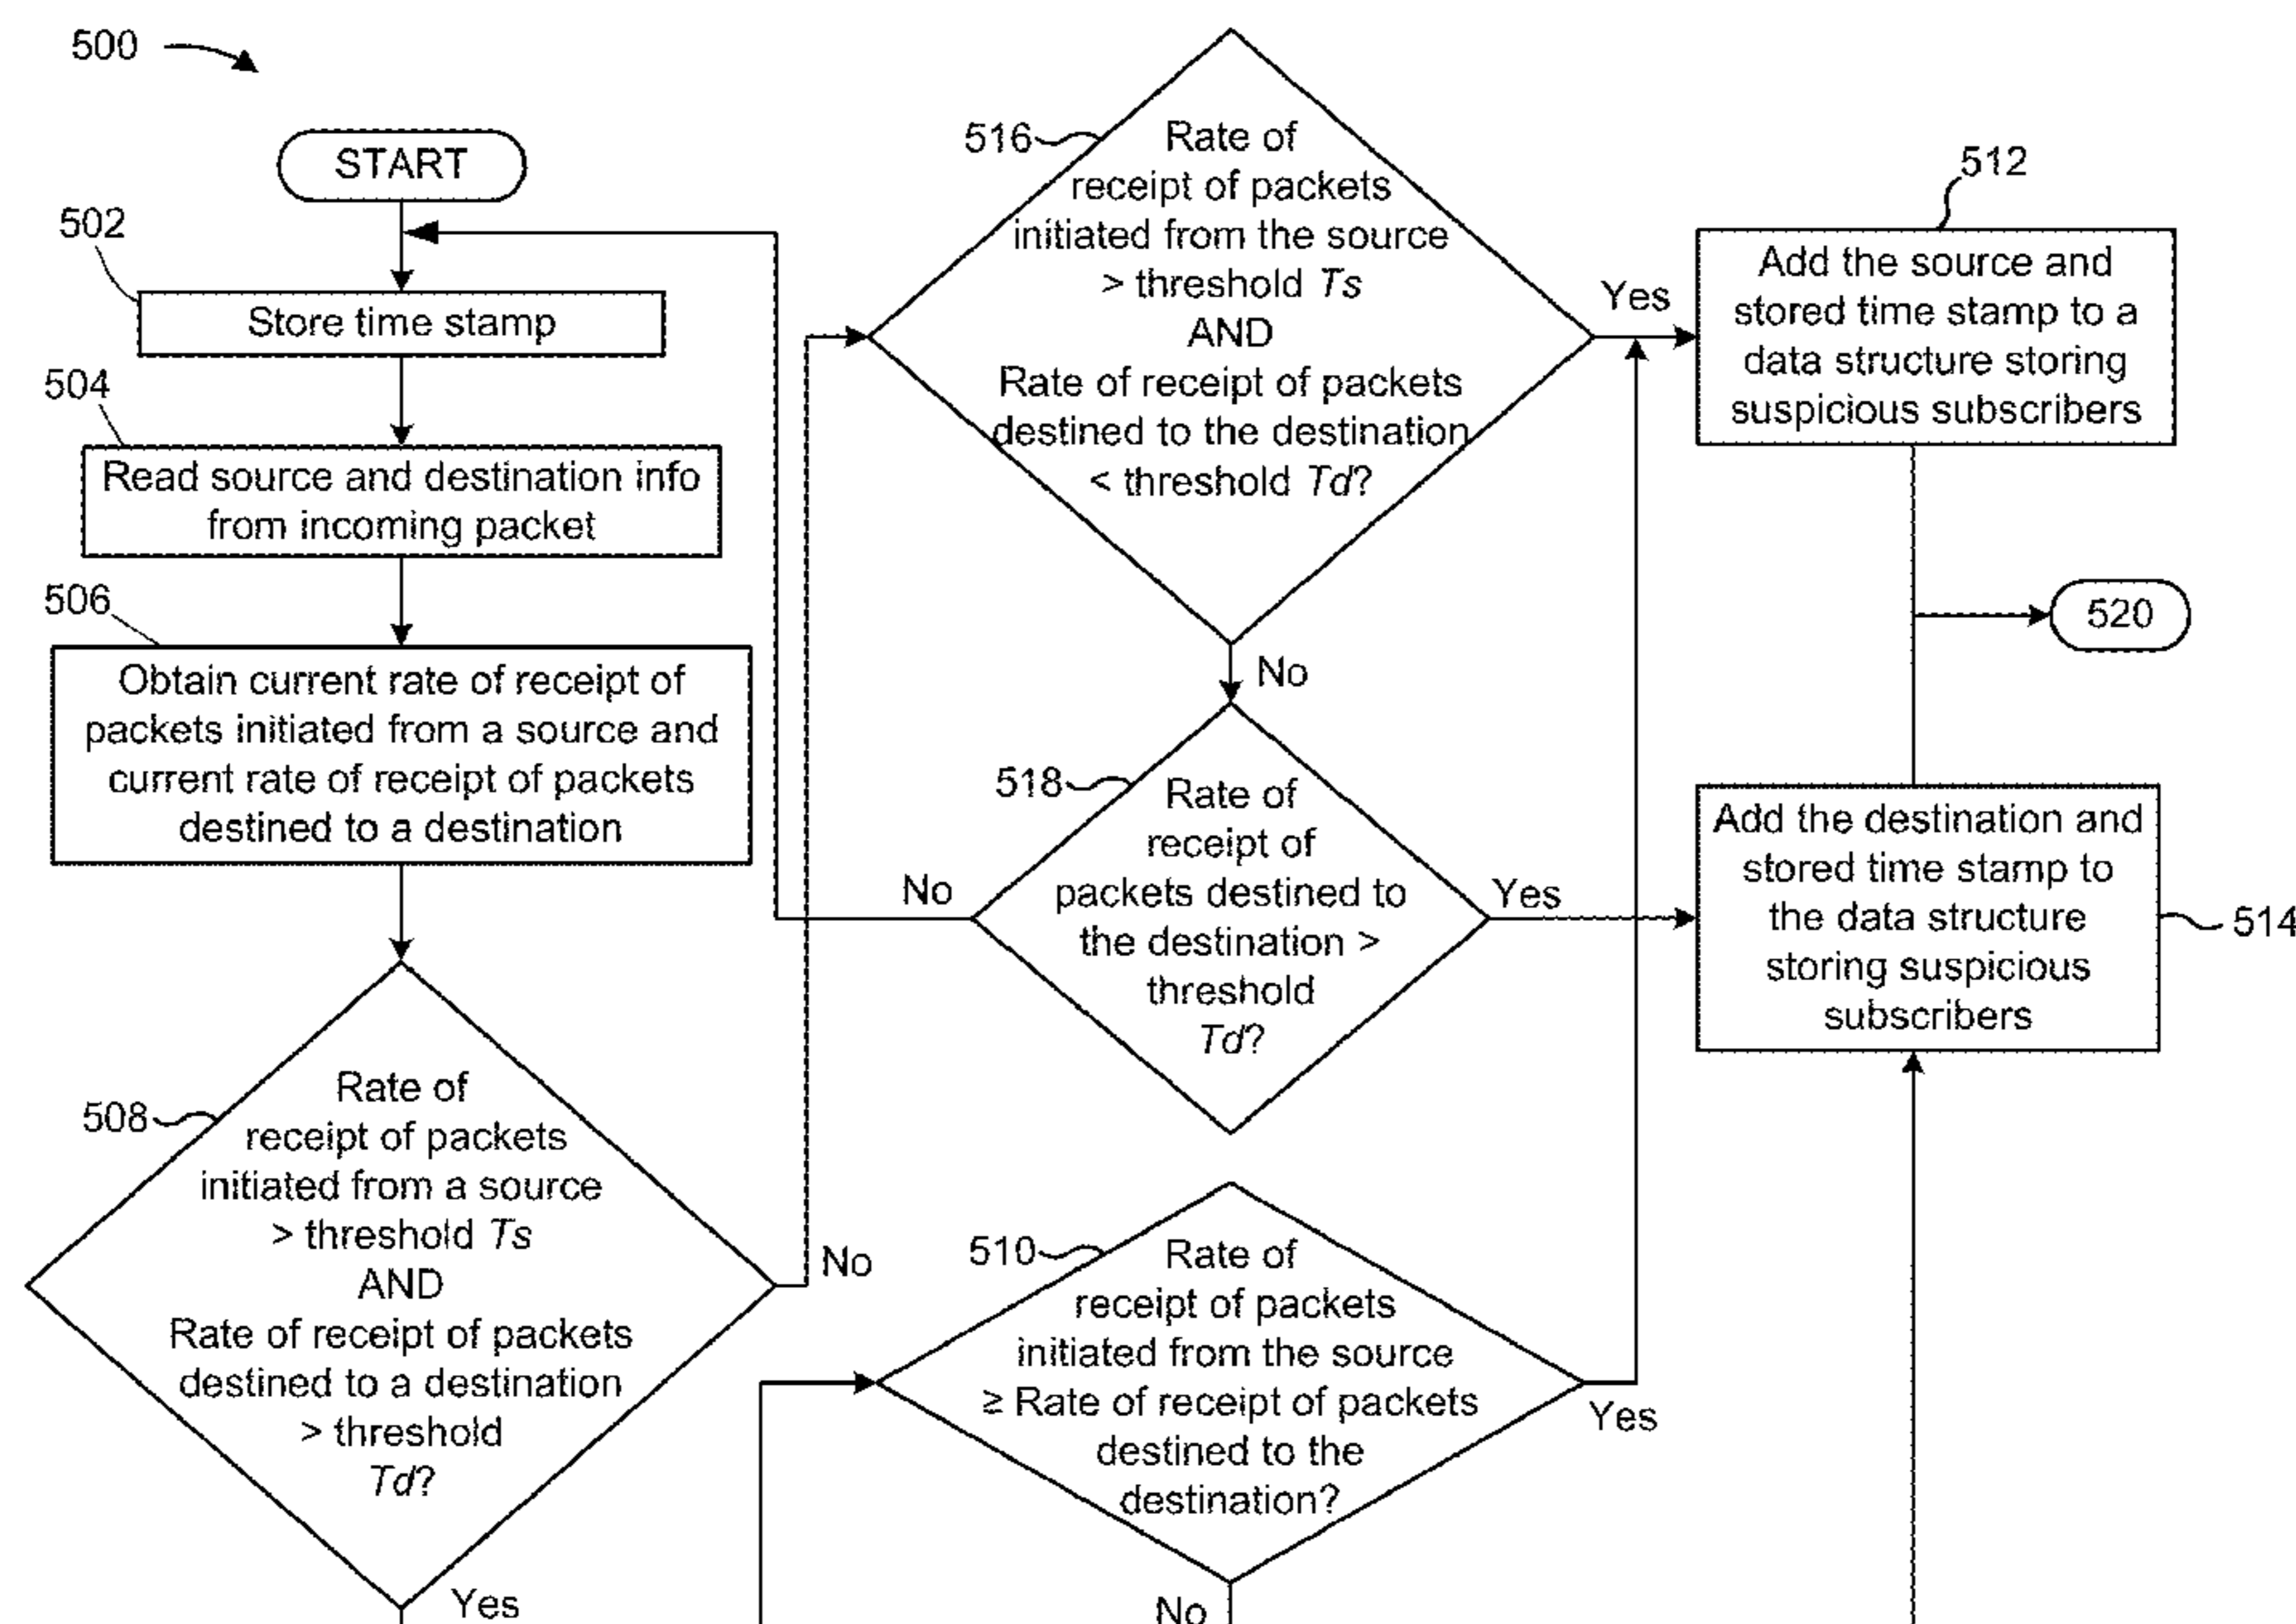 500
START
502
Store time stamp
504
Read source and destination info
from incoming packet
506
Obtain current rate of receipt of
packets initiated from a source and
current rate of receipt of packets
destined to a destination
508
Rate of
receipt of packets
initiated from a source
> threshold Ts
AND
Rate of receipt of packets
destined to a destination
> threshold
Td?
No
Yes
516
Rate of
receipt of packets
initiated from the source
> threshold Ts
AND
Rate of receipt of packets
destined to the destination
< threshold Td?
Yes
No
518
Rate of
receipt of
packets destined to
the destination >
threshold
Td?
No
Yes
510
Rate of
receipt of packets
initiated from the source
≥ Rate of receipt of packets
destined to the
destination?
Yes
No
512
Add the source and
stored time stamp to a
data structure storing
suspicious subscribers
520
Add the destination and
stored time stamp to
the data structure
storing suspicious
subscribers
514